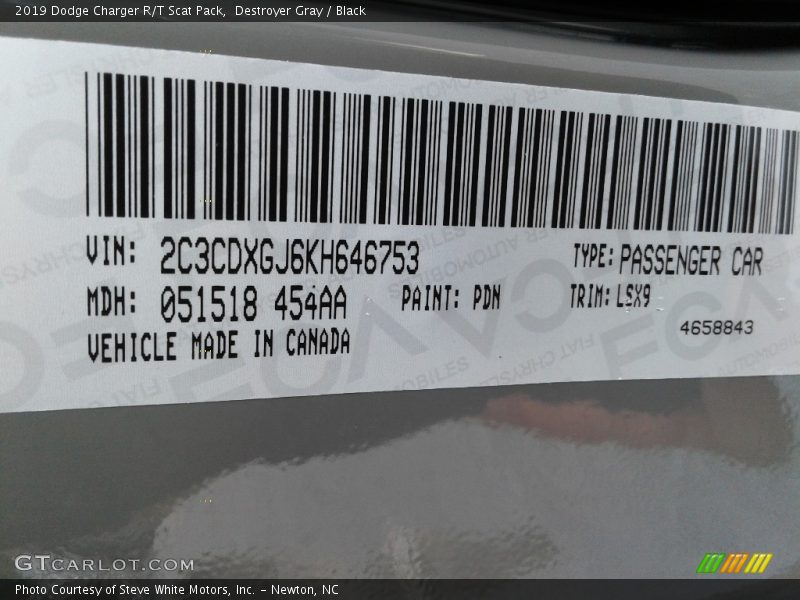 2019 Dodge Charger R/T Scat Pack, Destroyer Gray / Black
VIN: 2C3CDXGJ6KH646753 TYPE: PASSENGER CAR
MDH: 051518 454AA PAINT: PDN TRIM: LSX9
VEHICLE MADE IN CANADA 4658843
GTCARLOT.COM
Photo Courtesy of Steve White Motors, Inc. – Newton, NC